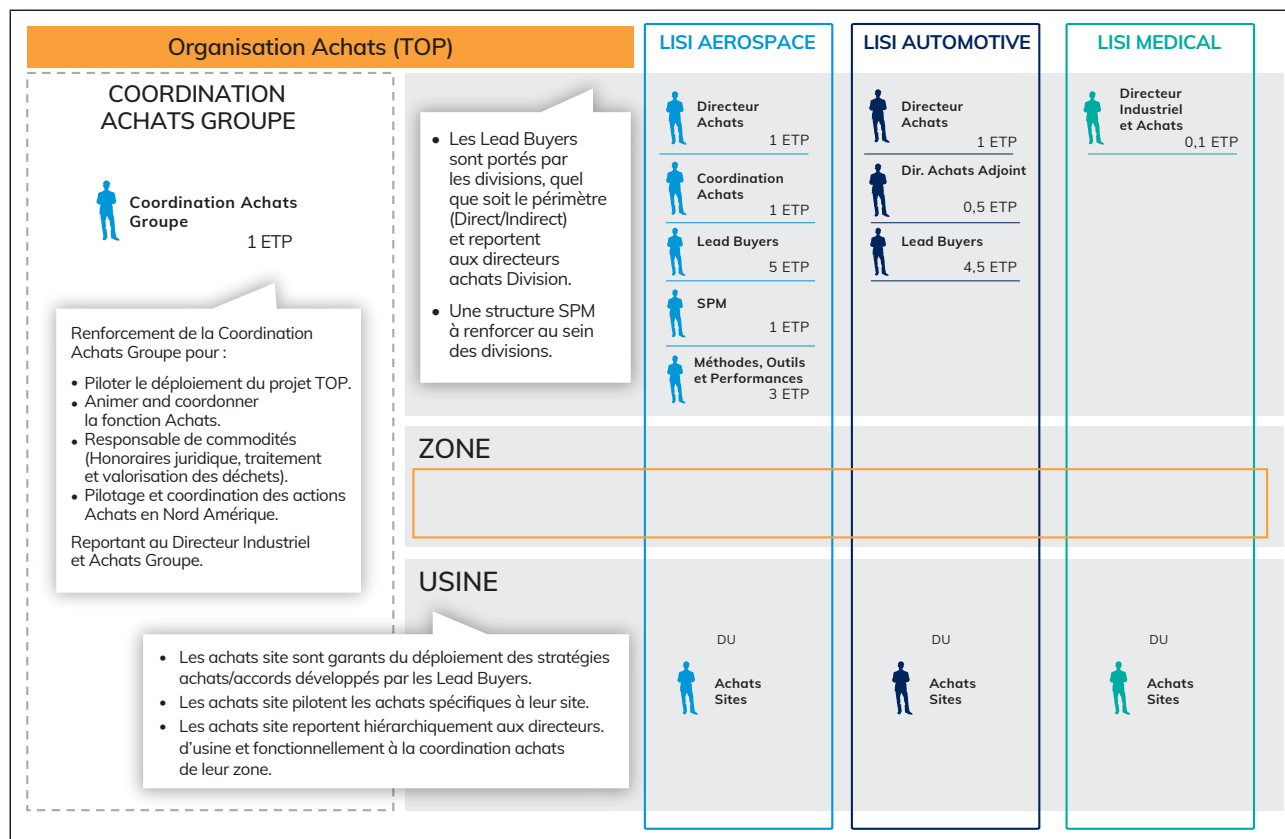 Organisation Achats (TOP)
LISI AEROSPACE
LISI AUTOMOTIVE
LISI MEDICAL
COORDINATION
ACHATS GROUPE
Coordination Achats
Groupe
1 ETP
Renforcement de la Coordination
Achats Groupe pour :
• Piloter le déploiement du projet TOP.
• Animer and coordonner
la fonction Achats.
• Responsable de commodités
(Honoraires juridique, traitement
et valorisation des déchets).
• Pilotage et coordination des actions
Achats en Nord Amérique.
Reportant au Directeur Industriel
et Achats Groupe.
• Les Lead Buyers
sont portés par
les divisions, quel
que soit le périmètre
(Direct/Indirect)
et reportent
aux directeurs
achats Division.
• Une structure SPM
à renforcer au sein
des divisions.
Directeur
Achats
1 ETP
Coordination
Achats
1 ETP
Lead Buyers
5 ETP
SPM
1 ETP
Méthodes, Outils
et Performances
3 ETP
Directeur
Achats
1 ETP
Dir. Achats Adjoint
0,5 ETP
Lead Buyers
4,5 ETP
Directeur
Industriel
et Achats
0,1 ETP
ZONE
USINE
• Les achats site sont garants du déploiement des stratégies
achats/accords développés par les Lead Buyers.
• Les achats site pilotent les achats spécifiques à leur site.
• Les achats site reportent hiérarchiquement aux directeurs.
d’usine et fonctionnellement à la coordination achats
de leur zone.
DU
Achats
Sites
DU
Achats
Sites
DU
Achats
Sites